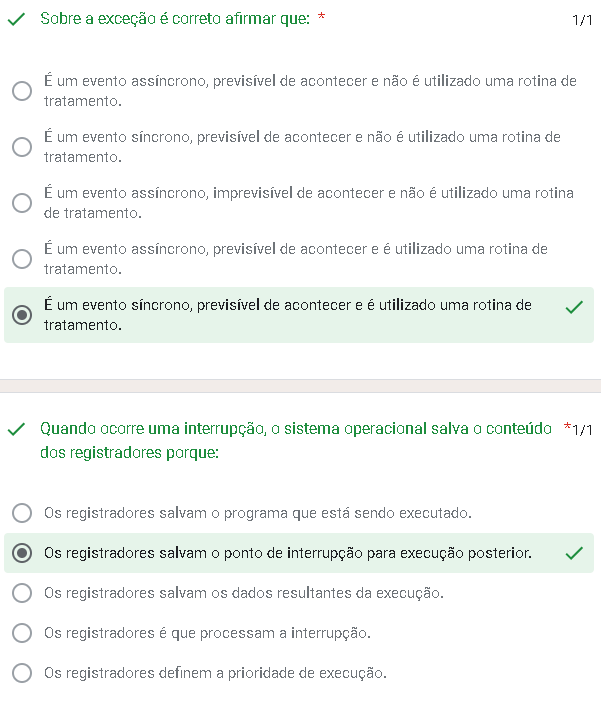 Sobre a exceção é correto afirmar que: *
1/1
É um evento assíncrono, previsível de acontecer e não é utilizado uma rotina de
tratamento.
É um evento síncrono, previsível de acontecer e não é utilizado uma rotina de
tratamento.
É um evento assíncrono, imprevisível de acontecer e não é utilizado uma rotina
de tratamento.
É um evento assíncrono, previsível de acontecer e é utilizado uma rotina de
tratamento.
É um evento síncrono, previsível de acontecer e é utilizado uma rotina de
tratamento.
Quando ocorre uma interrupção, o sistema operacional salva o conteúdo *1/1
dos registradores porque:
Os registradores salvam o programa que está sendo executado.
Os registradores salvam o ponto de interrupção para execução posterior.
Os registradores salvam os dados resultantes da execução.
Os registradores é que processam a interrupção.
Os registradores definem a prioridade de execução.